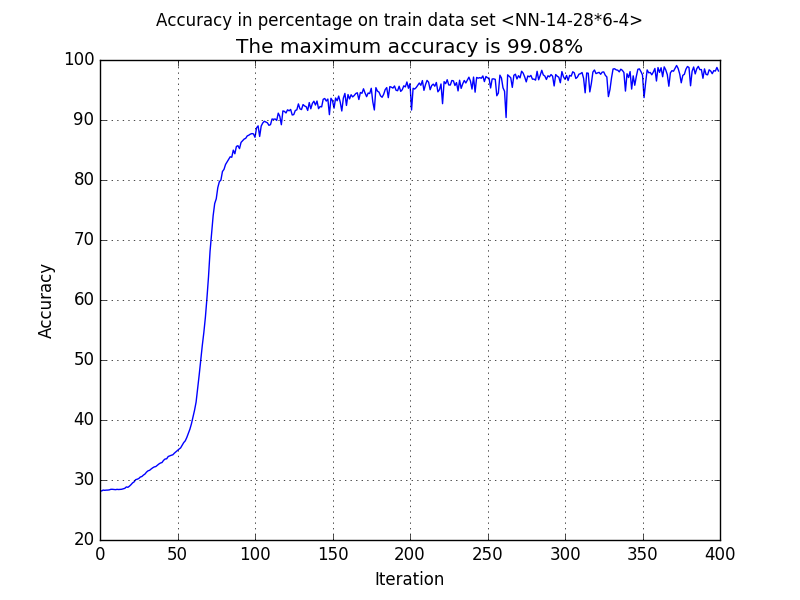 Accuracy in percentage on train data set <NN-14-28*6-4>
The maximum accuracy is 99.08%
100
90
80
70
60
50
40
30
20
Accuracy
0 50 100 150 200 250 300 350 400
Iteration